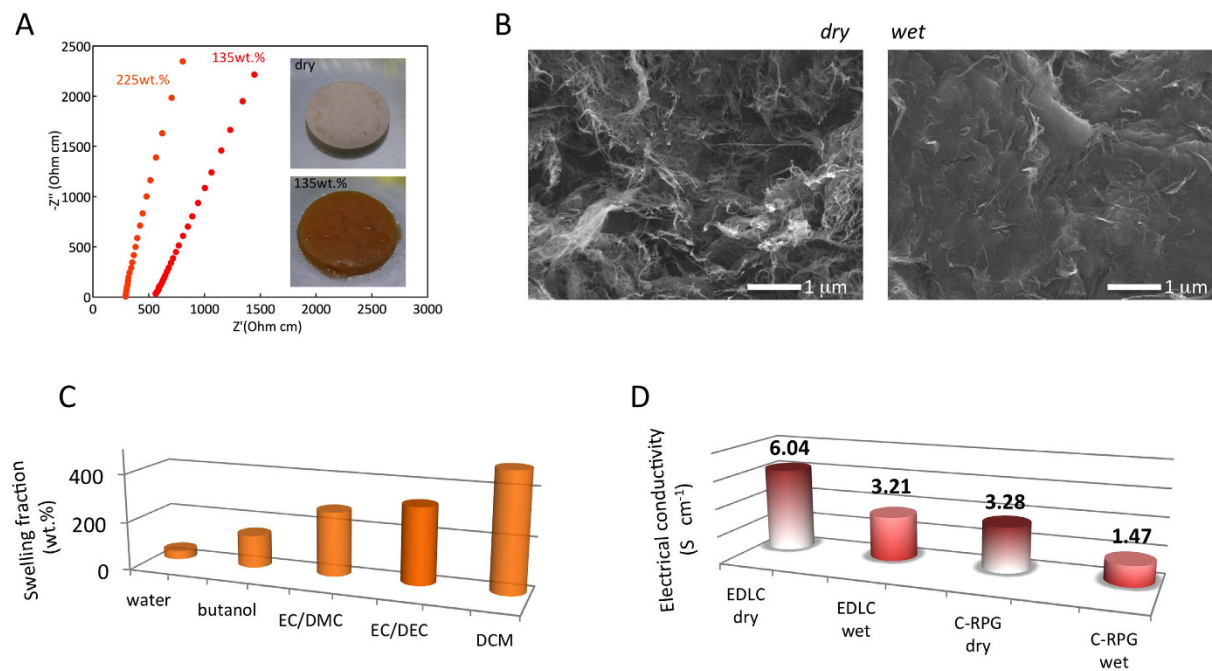 A
2500
2000
1500
1000
500
0
-Z'' (Ohm cm)
225wt.%
135wt.%
dry
135wt.%
0 500 1000 1500 2000 2500 3000
Z'(Ohm cm)
B
dry
wet
1 μm
1 μm
C
Swelling fraction
(wt.%)
400
200
0
water
butanol
EC/DMC
EC/DEC
DCM
D
Electrical conductivity
(S cm⁻¹)
6.04
3.21
3.28
1.47
EDLC
dry
EDLC
wet
C-RPG
dry
C-RPG
wet